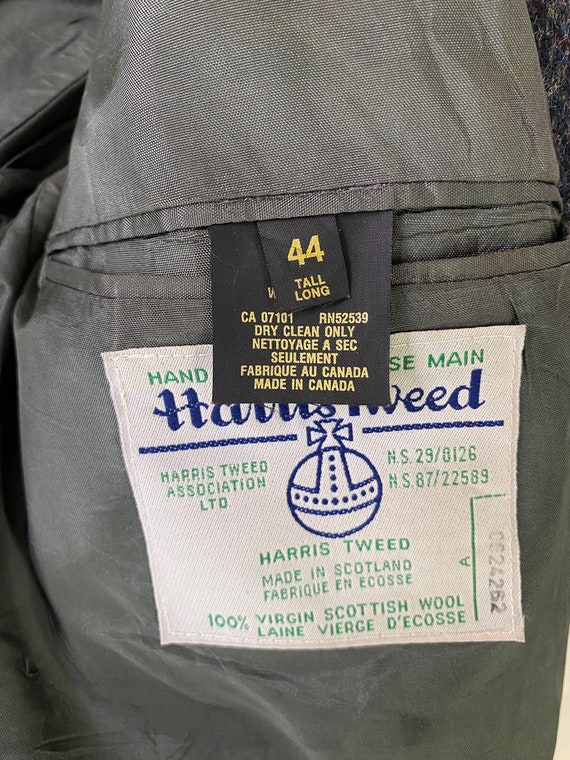 44
TALL
LONG
W
CA 07101 RN52539
DRY CLEAN ONLY
NETTOYAGE A SEC
SEULEMENT
FABRIQUE AU CANADA
MADE IN CANADA
HAND SE MAIN
Harris Tweed
HARRIS TWEED
ASSOCIATION
LTD.
N.S. 29/8126
N.S. 87/22589
HARRIS TWEED
MADE IN SCOTLAND
FABRIQUE EN ECOSSE
A
0924262
100% VIRGIN SCOTTISH WOOL
LAINE VIERGE D'ECOSSE